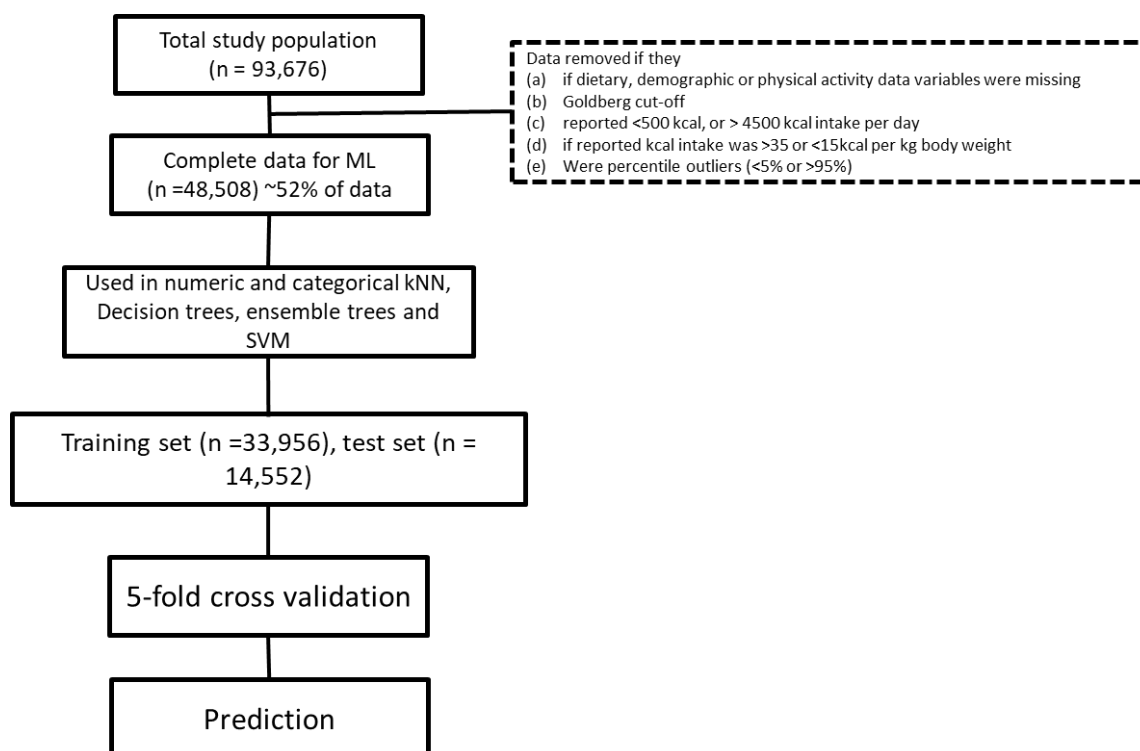 Total study population
(n = 93,676)
Data removed if they
(a) if dietary, demographic or physical activity data variables were missing
(b) Goldberg cut-off
(c) reported <500 kcal, or > 4500 kcal intake per day
(d) if reported kcal intake was >35 or <15kcal per kg body weight
(e) Were percentile outliers (<5% or >95%)
Complete data for ML
(n =48,508) ~52% of data
Used in numeric and categorical kNN,
Decision trees, ensemble trees and
SVM
Training set (n =33,956), test set (n =
14,552)
5-fold cross validation
Prediction